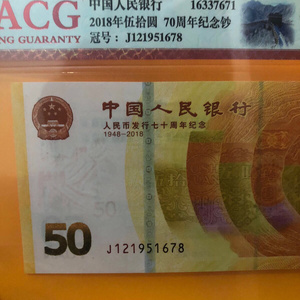 ACG 中国人民银行 16337671
2018年伍拾圆 70周年纪念钞
NG GUARANTY 冠号: J121951678
中国人民银行
人民币发行七十周年纪念
1948-2018
50 J121951678